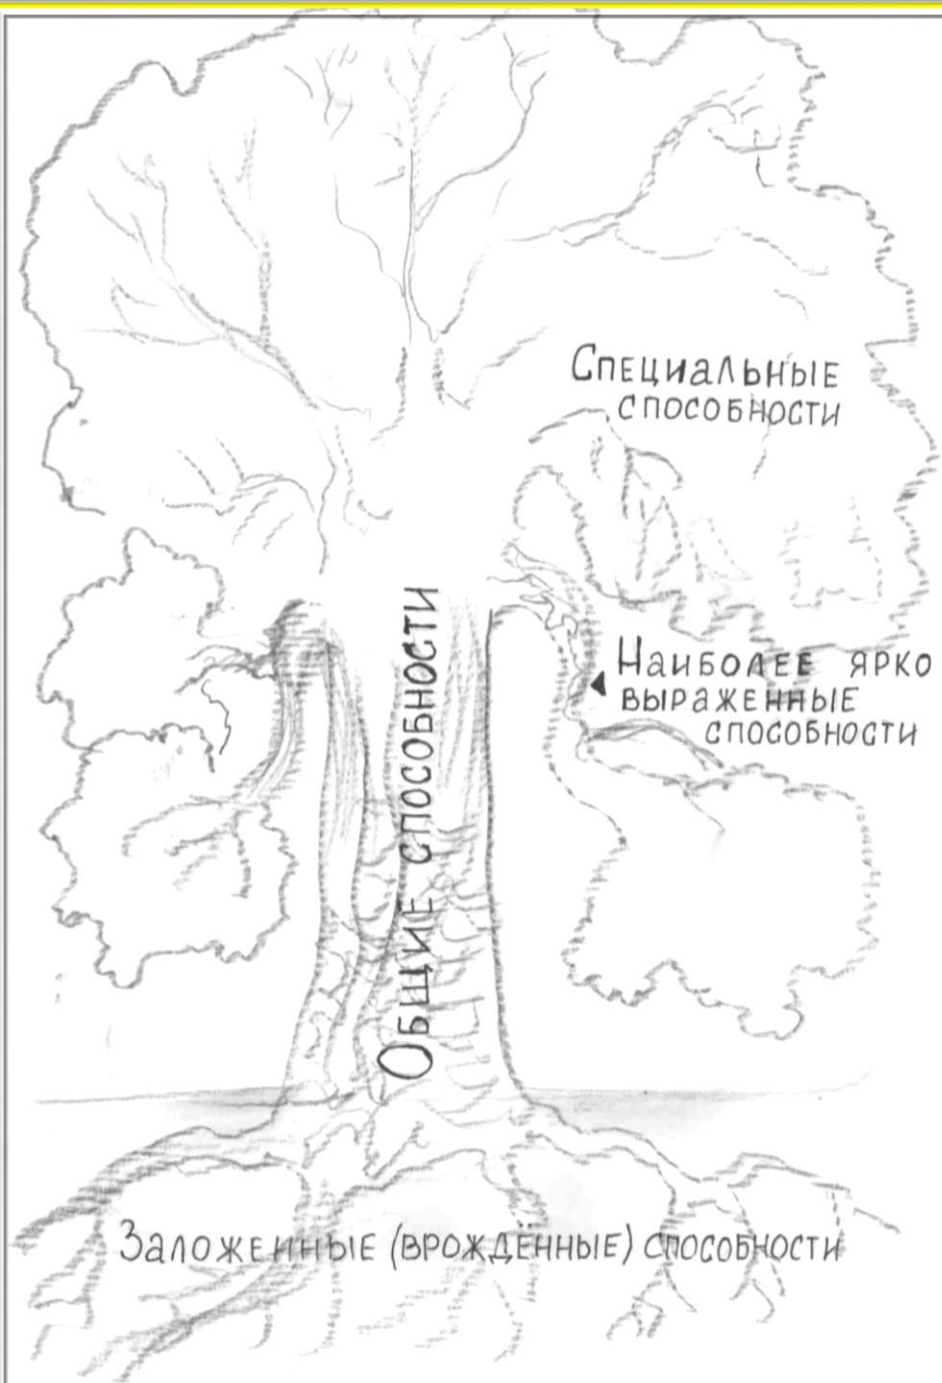 Специальные
способности
Наиболее ярко
выраженные
способности
Общие способности
Заложенные (врождённые) способности